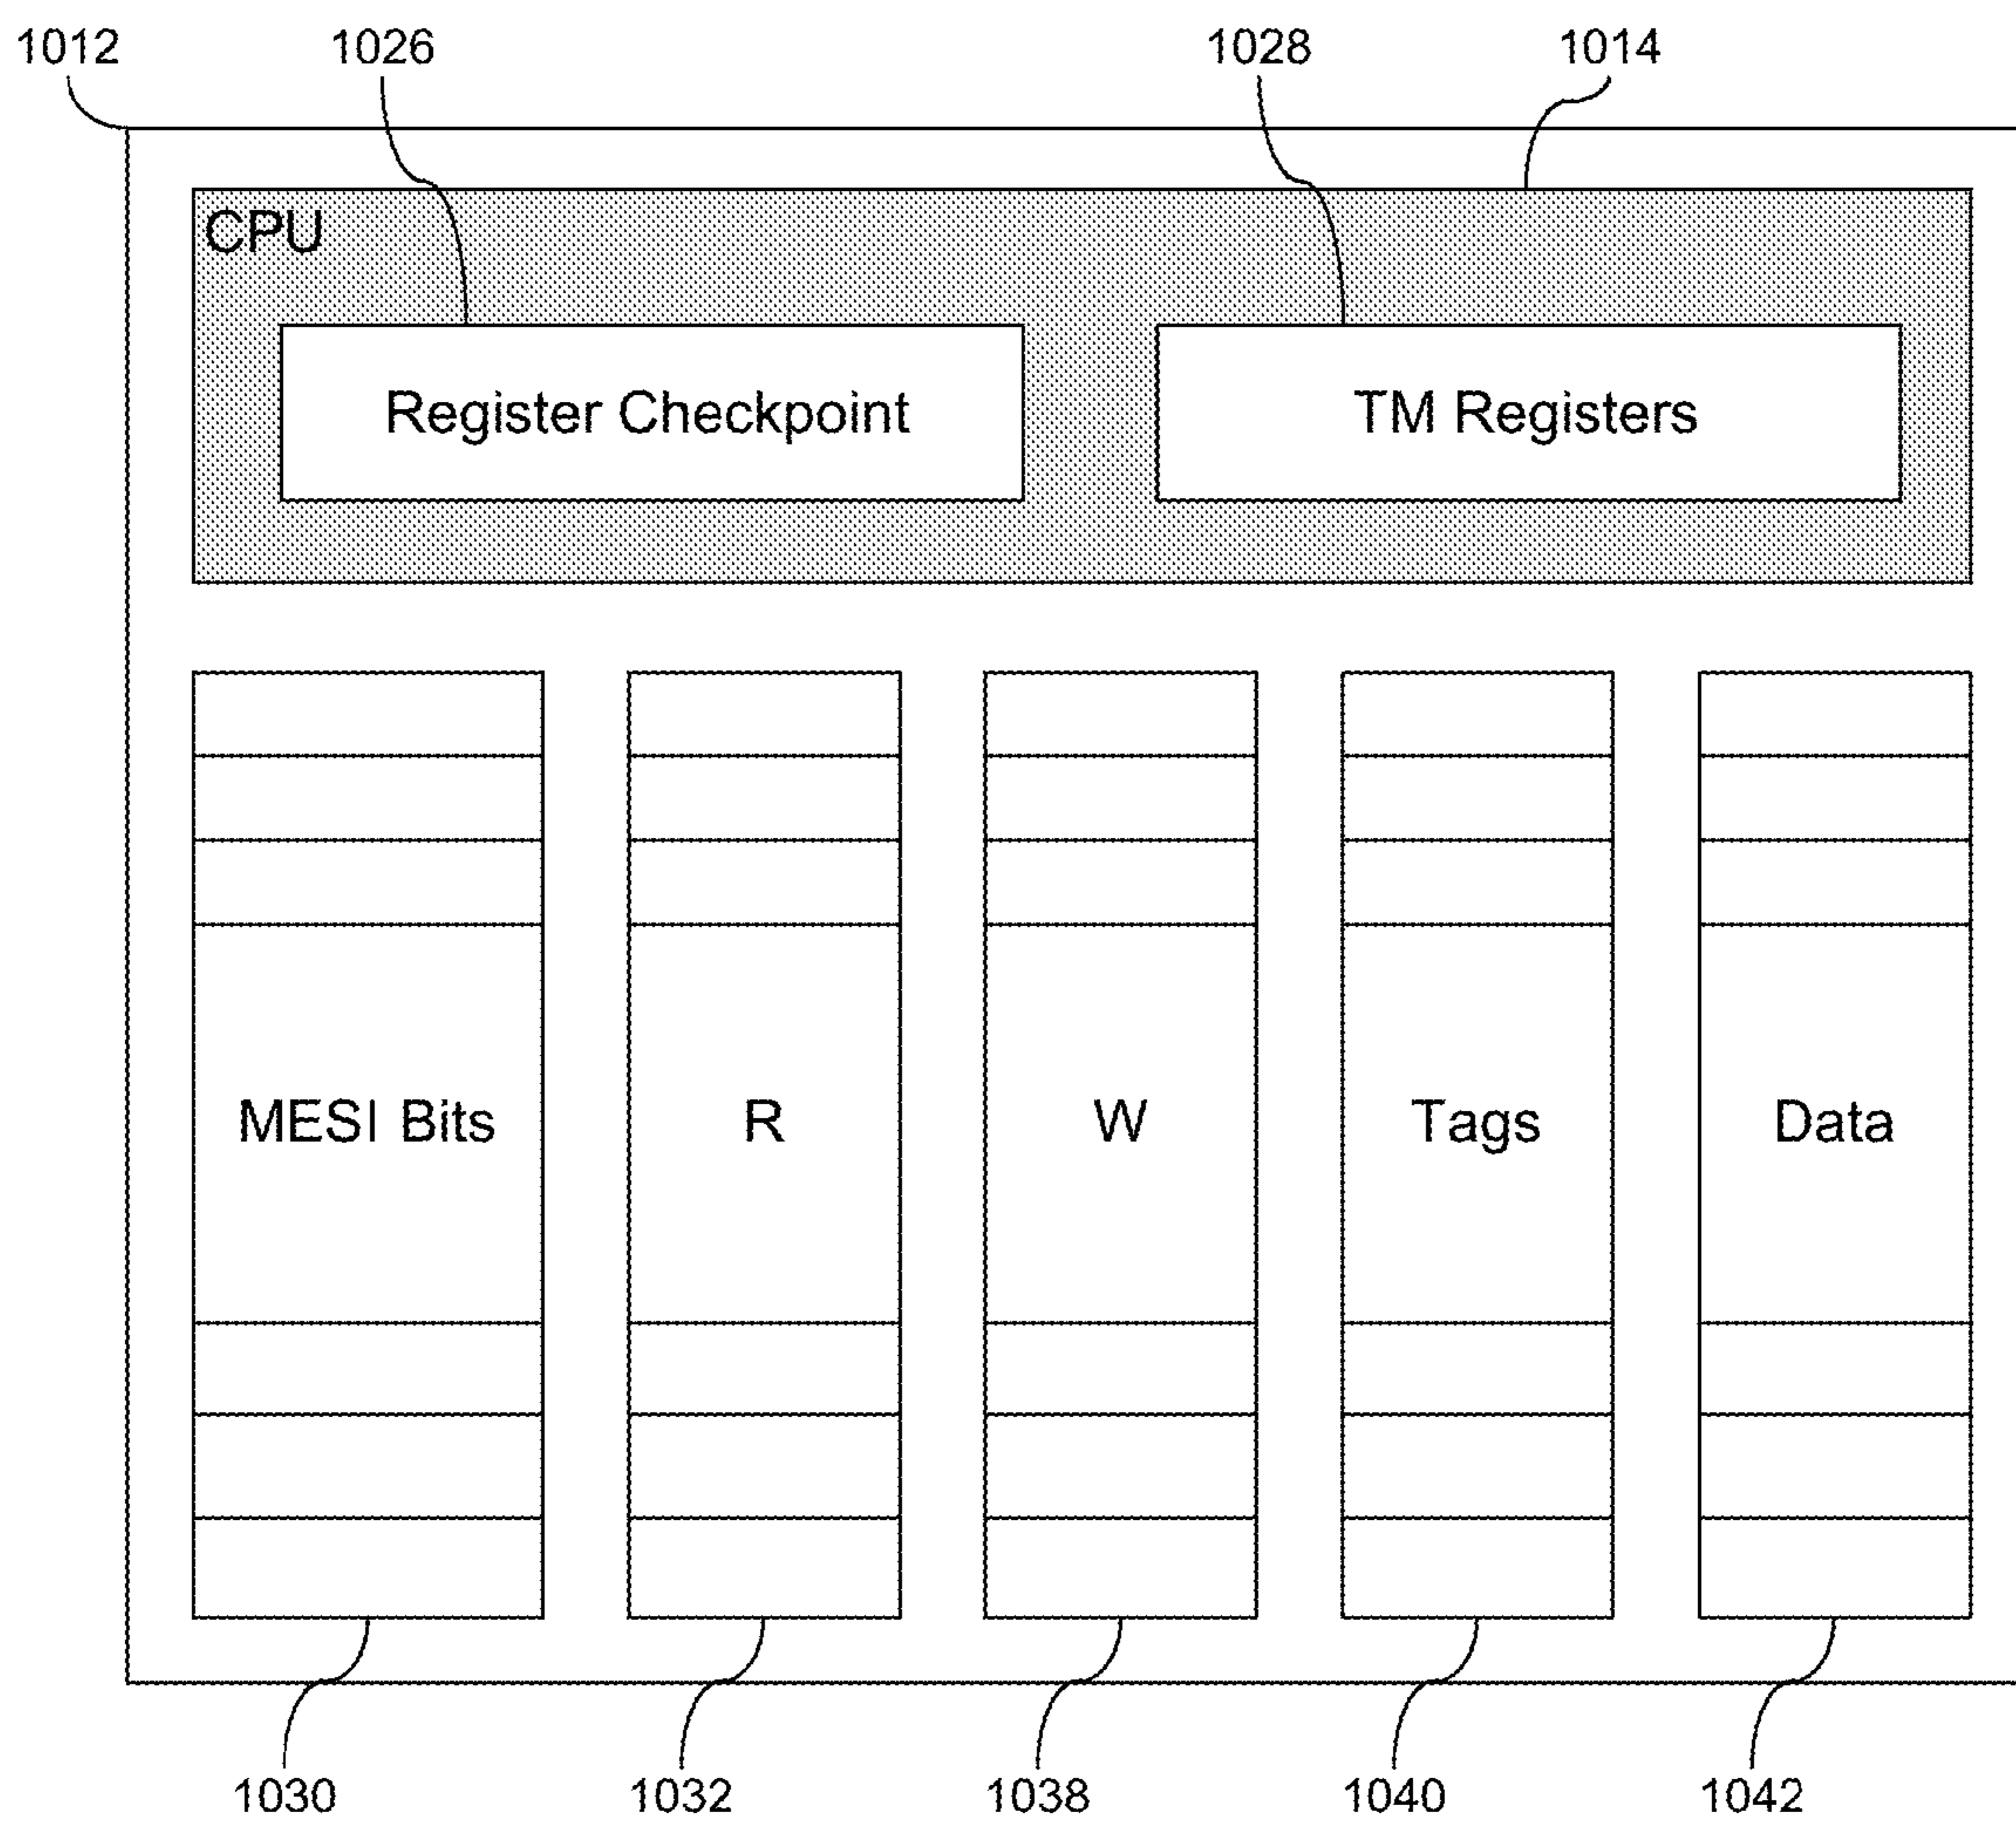 1012 1026 1028 1014
CPU
Register Checkpoint TM Registers
MESI Bits R W Tags Data
1030 1032 1038 1040 1042